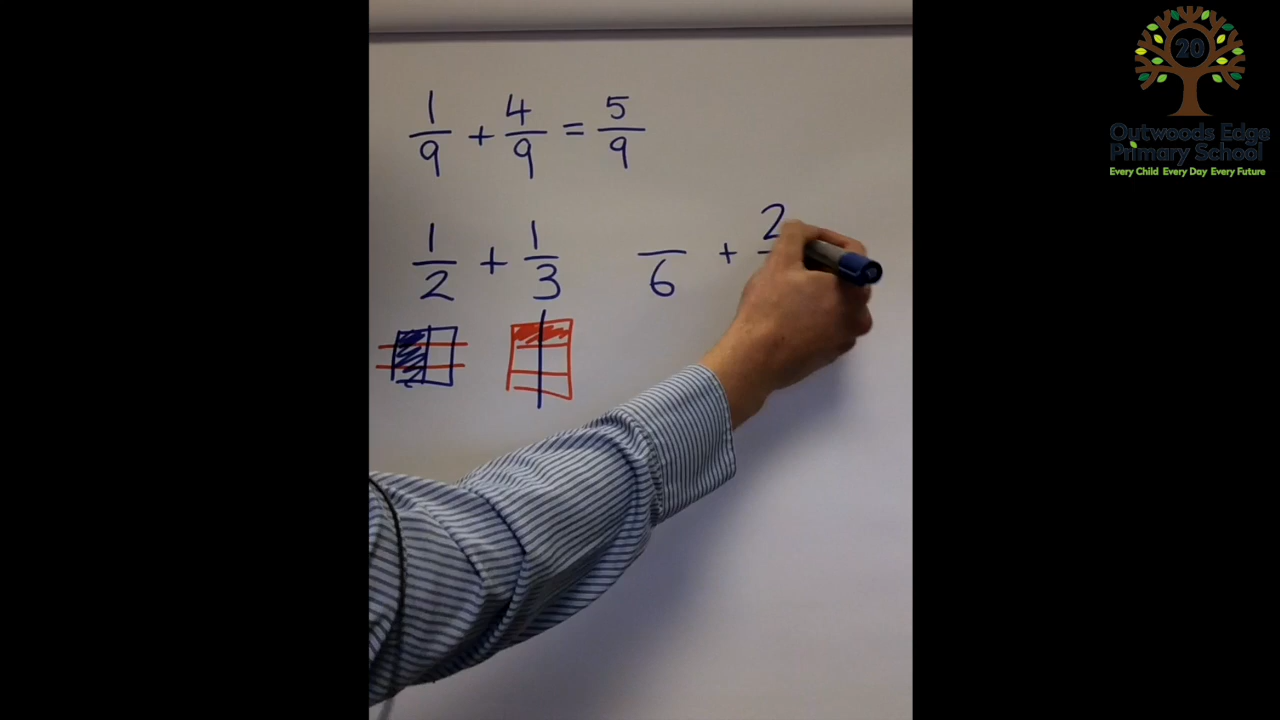 1/9 + 4/9 = 5/9
1/2 + 1/3   /6 + 2/
20
Outwoods Edge
Primary School
Every Child Every Day Every Future